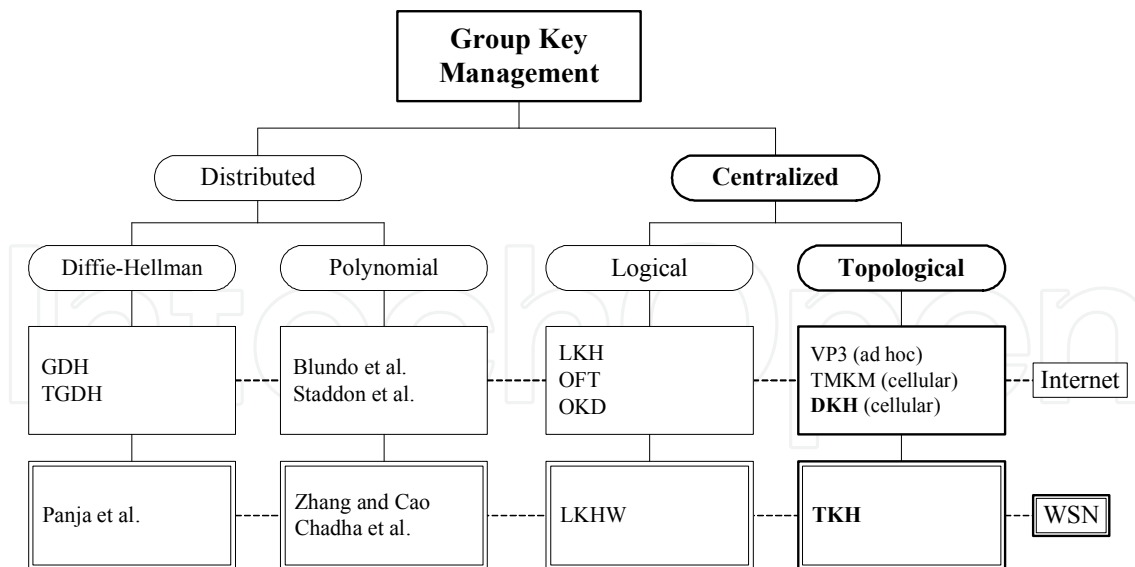 Group Key
Management
Distributed
Centralized
Diffie-Hellman
Polynomial
Logical
Topological
GDH
TGDH
Blundo et al.
Staddon et al.
LKH
OFT
OKD
VP3 (ad hoc)
TMKM (cellular)
DKH (cellular)
Internet
Panja et al.
Zhang and Cao
Chadha et al.
LKHW
TKH
WSN
IntechOpen